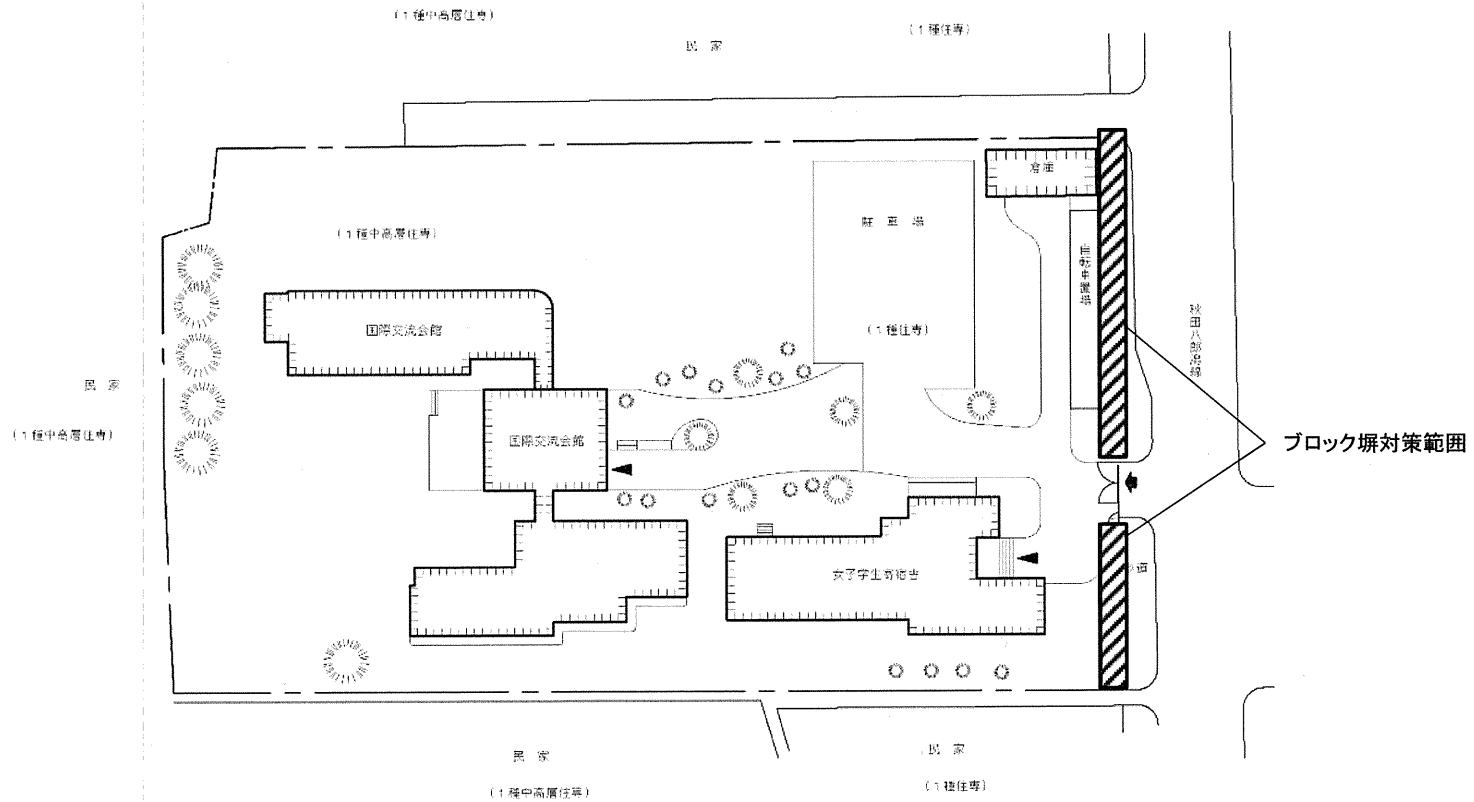 (1種中高層住専)
民 家
(1種住専)
倉庫
駐 車 場
(1種中高層住専)
自転車置場
秋田八郎潟線
国際交流会館
(1種住専)
民 家
(1種中高層住専)
国際交流会館
ブロック塀対策範囲
女子学生寄宿舎
民 家
民 家
(1種中高層住専)
(1種住専)